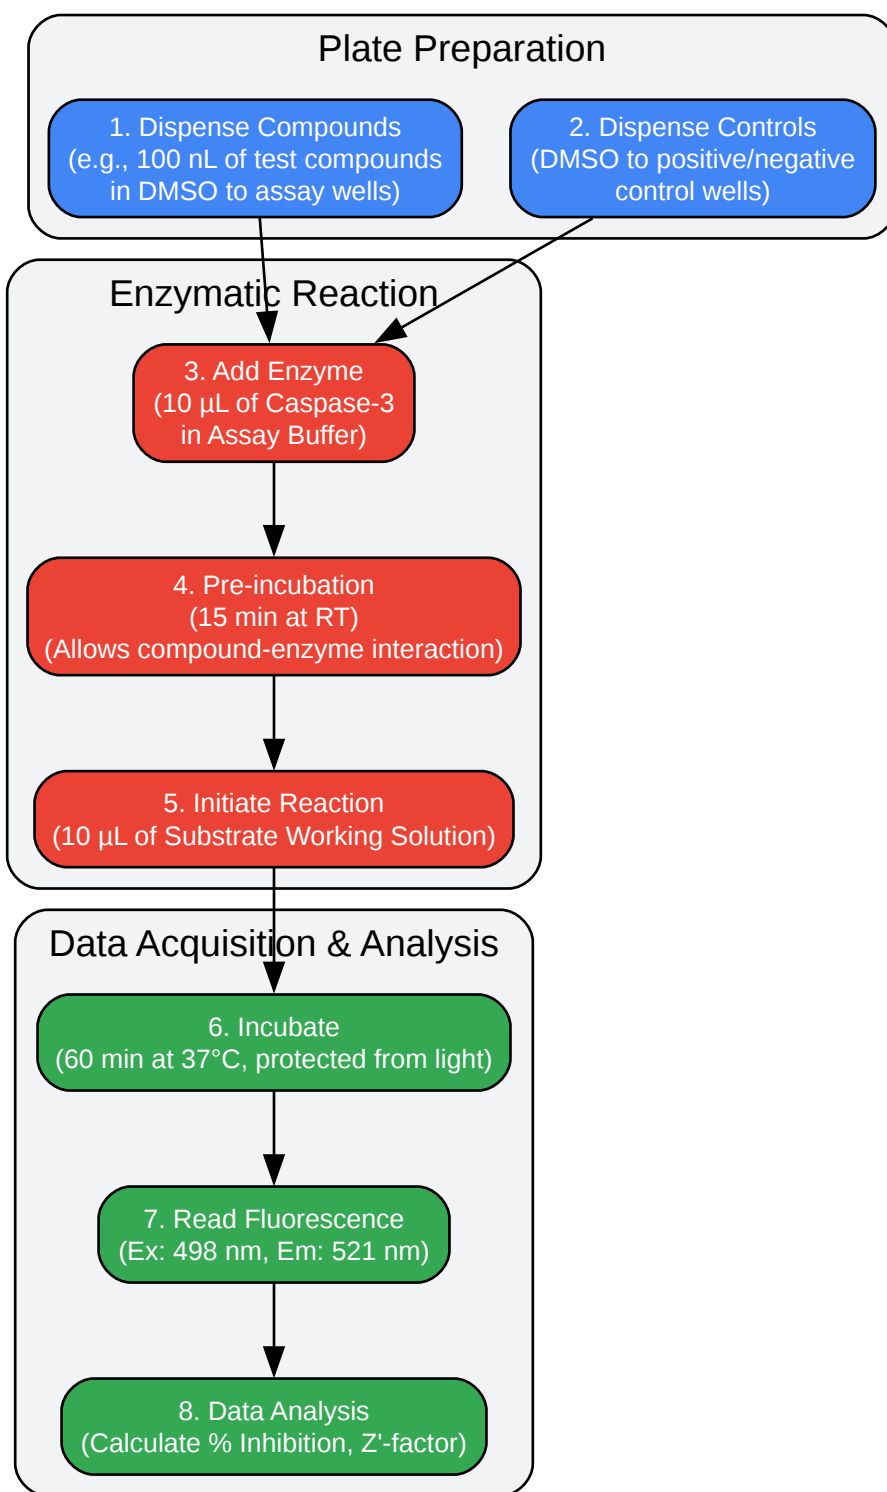 Plate Preparation
1. Dispense Compounds
(e.g., 100 nL of test compounds
in DMSO to assay wells)
2. Dispense Controls
(DMSO to positive/negative
control wells)
Enzymatic Reaction
3. Add Enzyme
(10 µL of Caspase-3
in Assay Buffer)
4. Pre-incubation
(15 min at RT)
(Allows compound-enzyme interaction)
5. Initiate Reaction
(10 µL of Substrate Working Solution)
Data Acquisition & Analysis
6. Incubate
(60 min at 37°C, protected from light)
7. Read Fluorescence
(Ex: 498 nm, Em: 521 nm)
8. Data Analysis
(Calculate % Inhibition, Z'-factor)